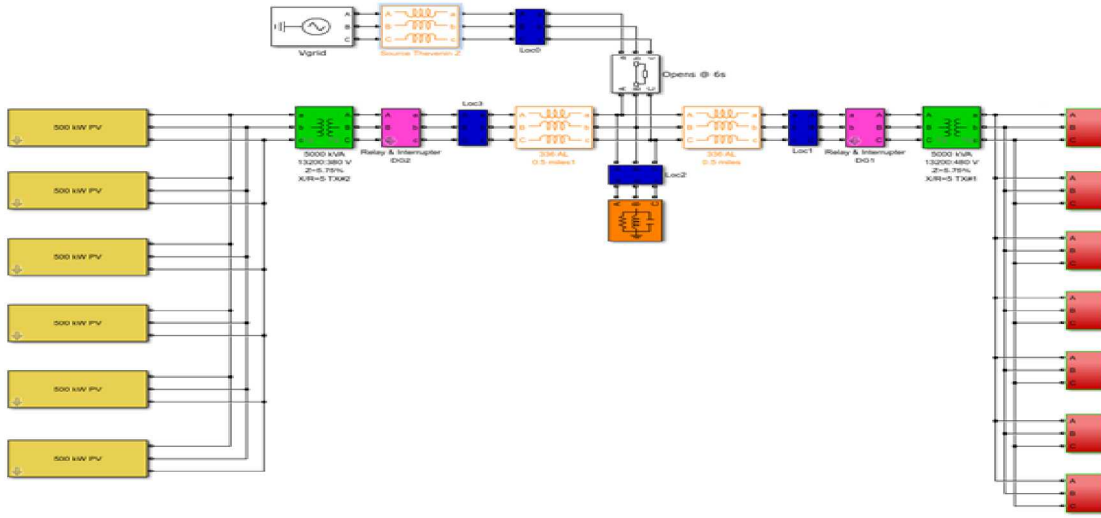 Vgrid
Source Thevenin 2
Loc0
Opens @ 6s
500 kW PV
5000 kVA
13200:380 V
Z=5.75%
X/R=5 TX#2
Relay & Interrupter
DG2
Loc3
336 AL
0.5 miles1
336 AL
0.5 miles
Loc1
Relay & Interrupter
DG1
5000 kVA
13200:480 V
Z=5.75%
X/R=5 TX#1
Loc2
500 kW PV
500 kW PV
500 kW PV
500 kW PV
500 kW PV